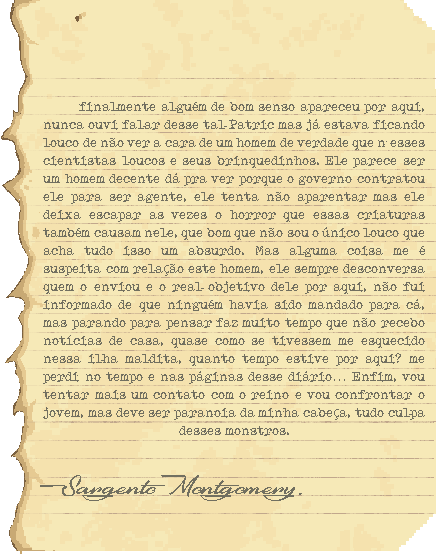 finalmente alguém de bom senso apareceu por aqui,
nunca ouvi falar desse tal Patric mas já estava ficando
louco de não ver a cara de um homem de verdade que n esses
cientistas loucos e seus brinquedinhos. Ele parece ser
um homem decente dá pra ver porque o governo contratou
ele para ser agente, ele tenta não aparentar mas ele
deixa escapar as vezes o horror que essas criaturas
também causam nele, que bom que não sou o único louco que
acha tudo isso um absurdo. Mas alguma coisa me é
suspeita com relação este homem, ele sempre desconversa
quem o enviou e o real objetivo dele por aqui, não fui
informado de que ninguém havia sido mandado para cá,
mas parando para pensar faz muito tempo que não recebo
notícias de casa, quase como se tivessem me esquecido
nessa ilha maldita, quanto tempo estive por aqui? me
perdi no tempo e nas páginas desse diário... Enfim, vou
tentar mais um contato com o reino e vou confrontar o
jovem, mas deve ser paranoia da minha cabeça, tudo culpa
desses monstros.
Sargento Montgomery.